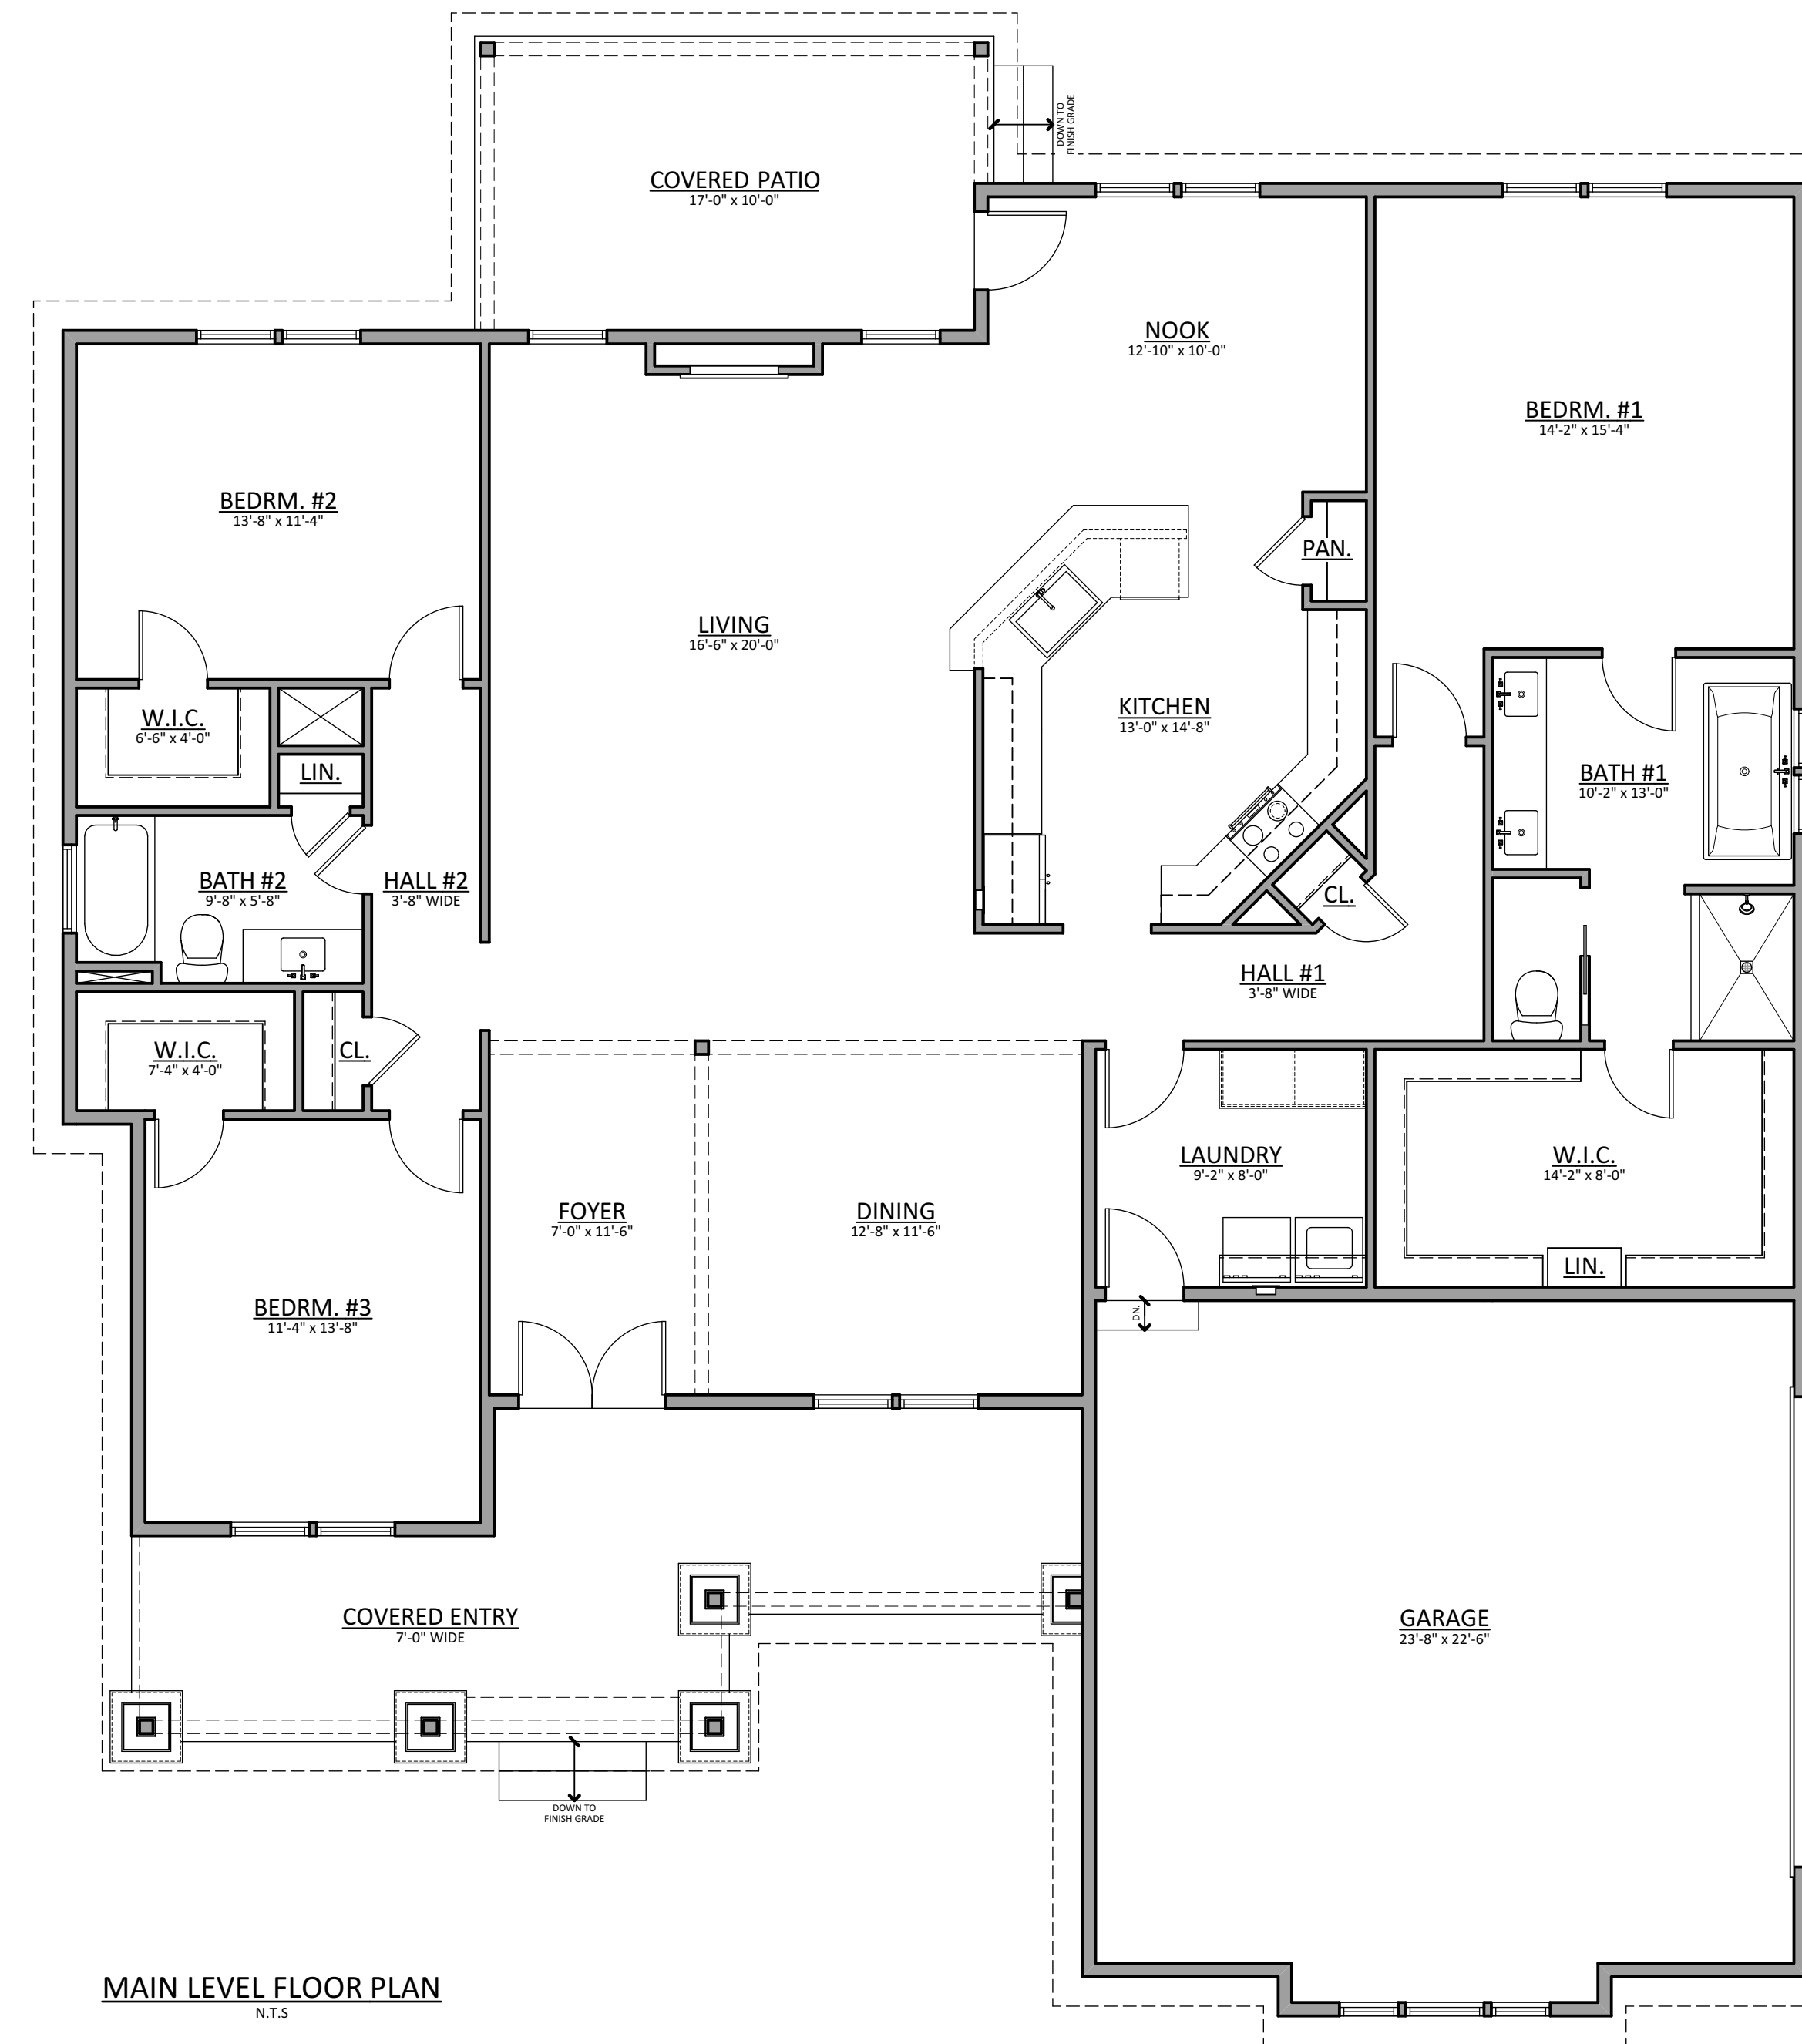 DOWN TO
FINISH GRADE
COVERED PATIO
17'-0" x 10'-0"
NOOK
12'-10" x 10'-0"
BEDRM. #1
14'-2" x 15'-4"
BEDRM. #2
13'-8" x 11'-4"
PAN.
LIVING
16'-6" x 20'-0"
KITCHEN
13'-0" x 14'-8"
W.I.C.
6'-6" x 4'-0"
LIN.
BATH #1
10'-2" x 13'-0"
BATH #2
9'-8" x 5'-8"
HALL #2
3'-8" WIDE
CL.
HALL #1
3'-8" WIDE
W.I.C.
7'-4" x 4'-0"
CL.
LAUNDRY
9'-2" x 8'-0"
W.I.C.
14'-2" x 8'-0"
FOYER
7'-0" x 11'-6"
DINING
12'-8" x 11'-6"
LIN.
BEDRM. #3
11'-4" x 13'-8"
DN.
COVERED ENTRY
7'-0" WIDE
GARAGE
23'-8" x 22'-6"
DOWN TO
FINISH GRADE
MAIN LEVEL FLOOR PLAN
N.T.S